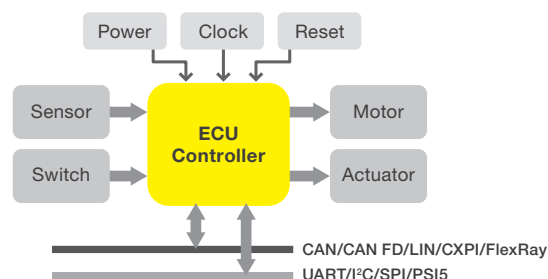 Power
Clock
Reset
Sensor
ECU
Controller
Motor
Switch
Actuator
CAN/CAN FD/LIN/CXPI/FlexRay
UART/I²C/SPI/PSI5